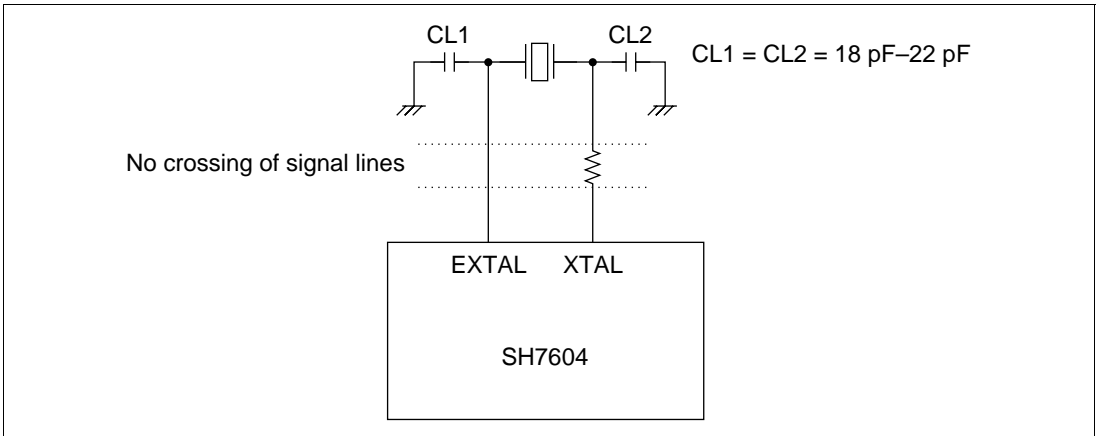 CL1
CL2
CL1 = CL2 = 18 pF–22 pF
No crossing of signal lines
EXTAL
XTAL
SH7604